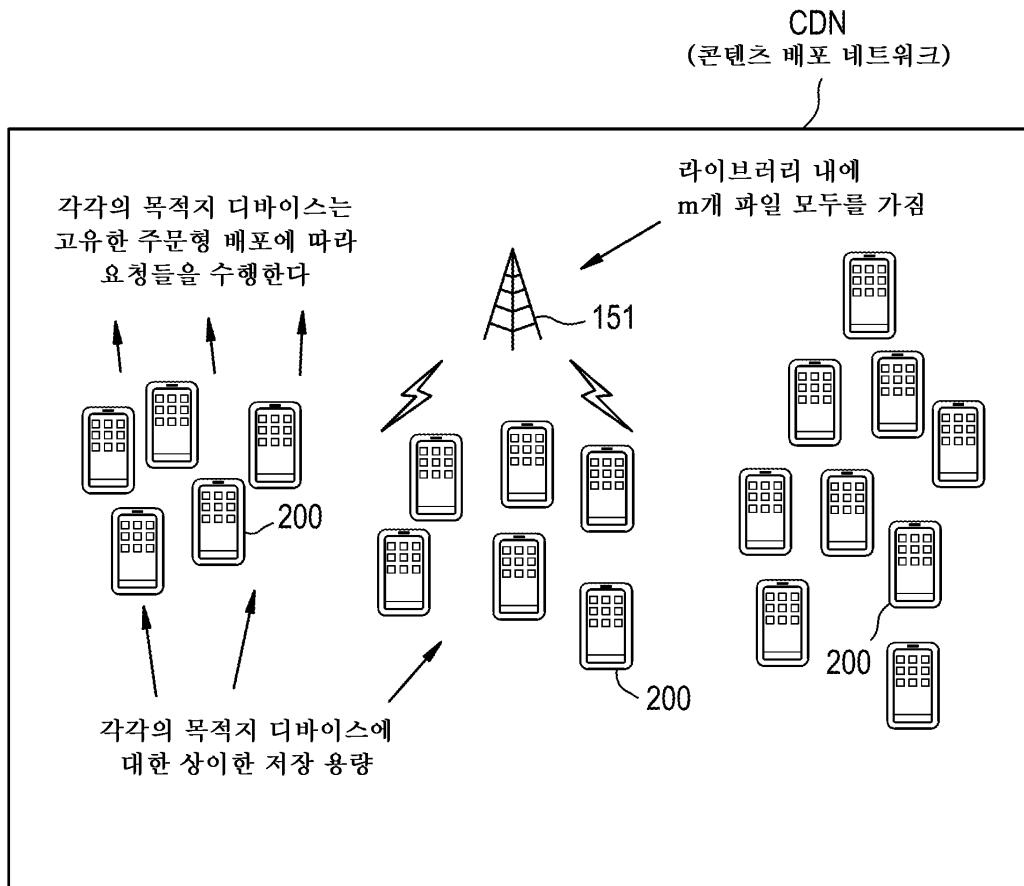 CDN
(콘텐츠 배포 네트워크)
라이브러리 내에
m개 파일 모두를 가짐
각각의 목적지 디바이스는
고유한 주문형 배포에 따라
요청들을 수행한다
151
200
200
200
각각의 목적지 디바이스에
대한 상이한 저장 용량